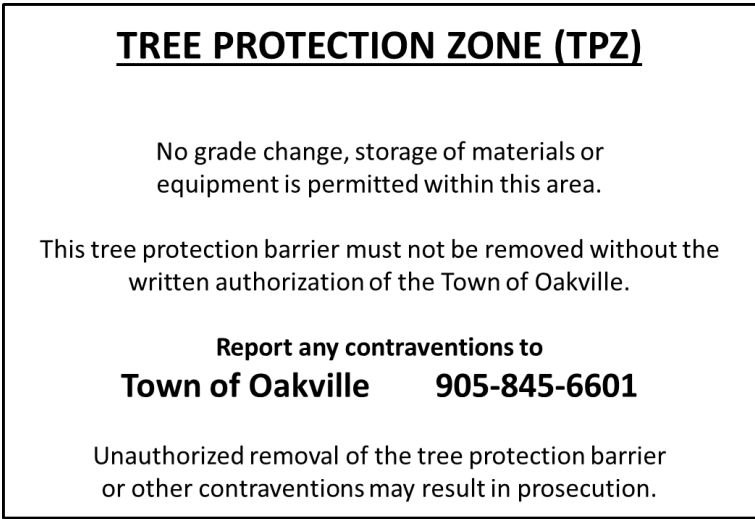 TREE PROTECTION ZONE (TPZ)
No grade change, storage of materials or
equipment is permitted within this area.
This tree protection barrier must not be removed without the
written authorization of the Town of Oakville.
Report any contraventions to
Town of Oakville 905-845-6601
Unauthorized removal of the tree protection barrier
or other contraventions may result in prosecution.